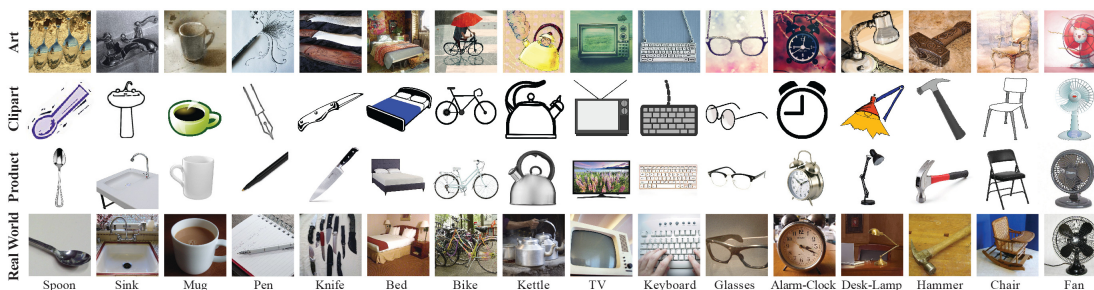 Art
Clipart
Product
Real World
Spoon
Sink
Mug
Pen
Knife
Bed
Bike
Kettle
TV
Keyboard
Glasses
Alarm-Clock
Desk-Lamp
Hammer
Chair
Fan